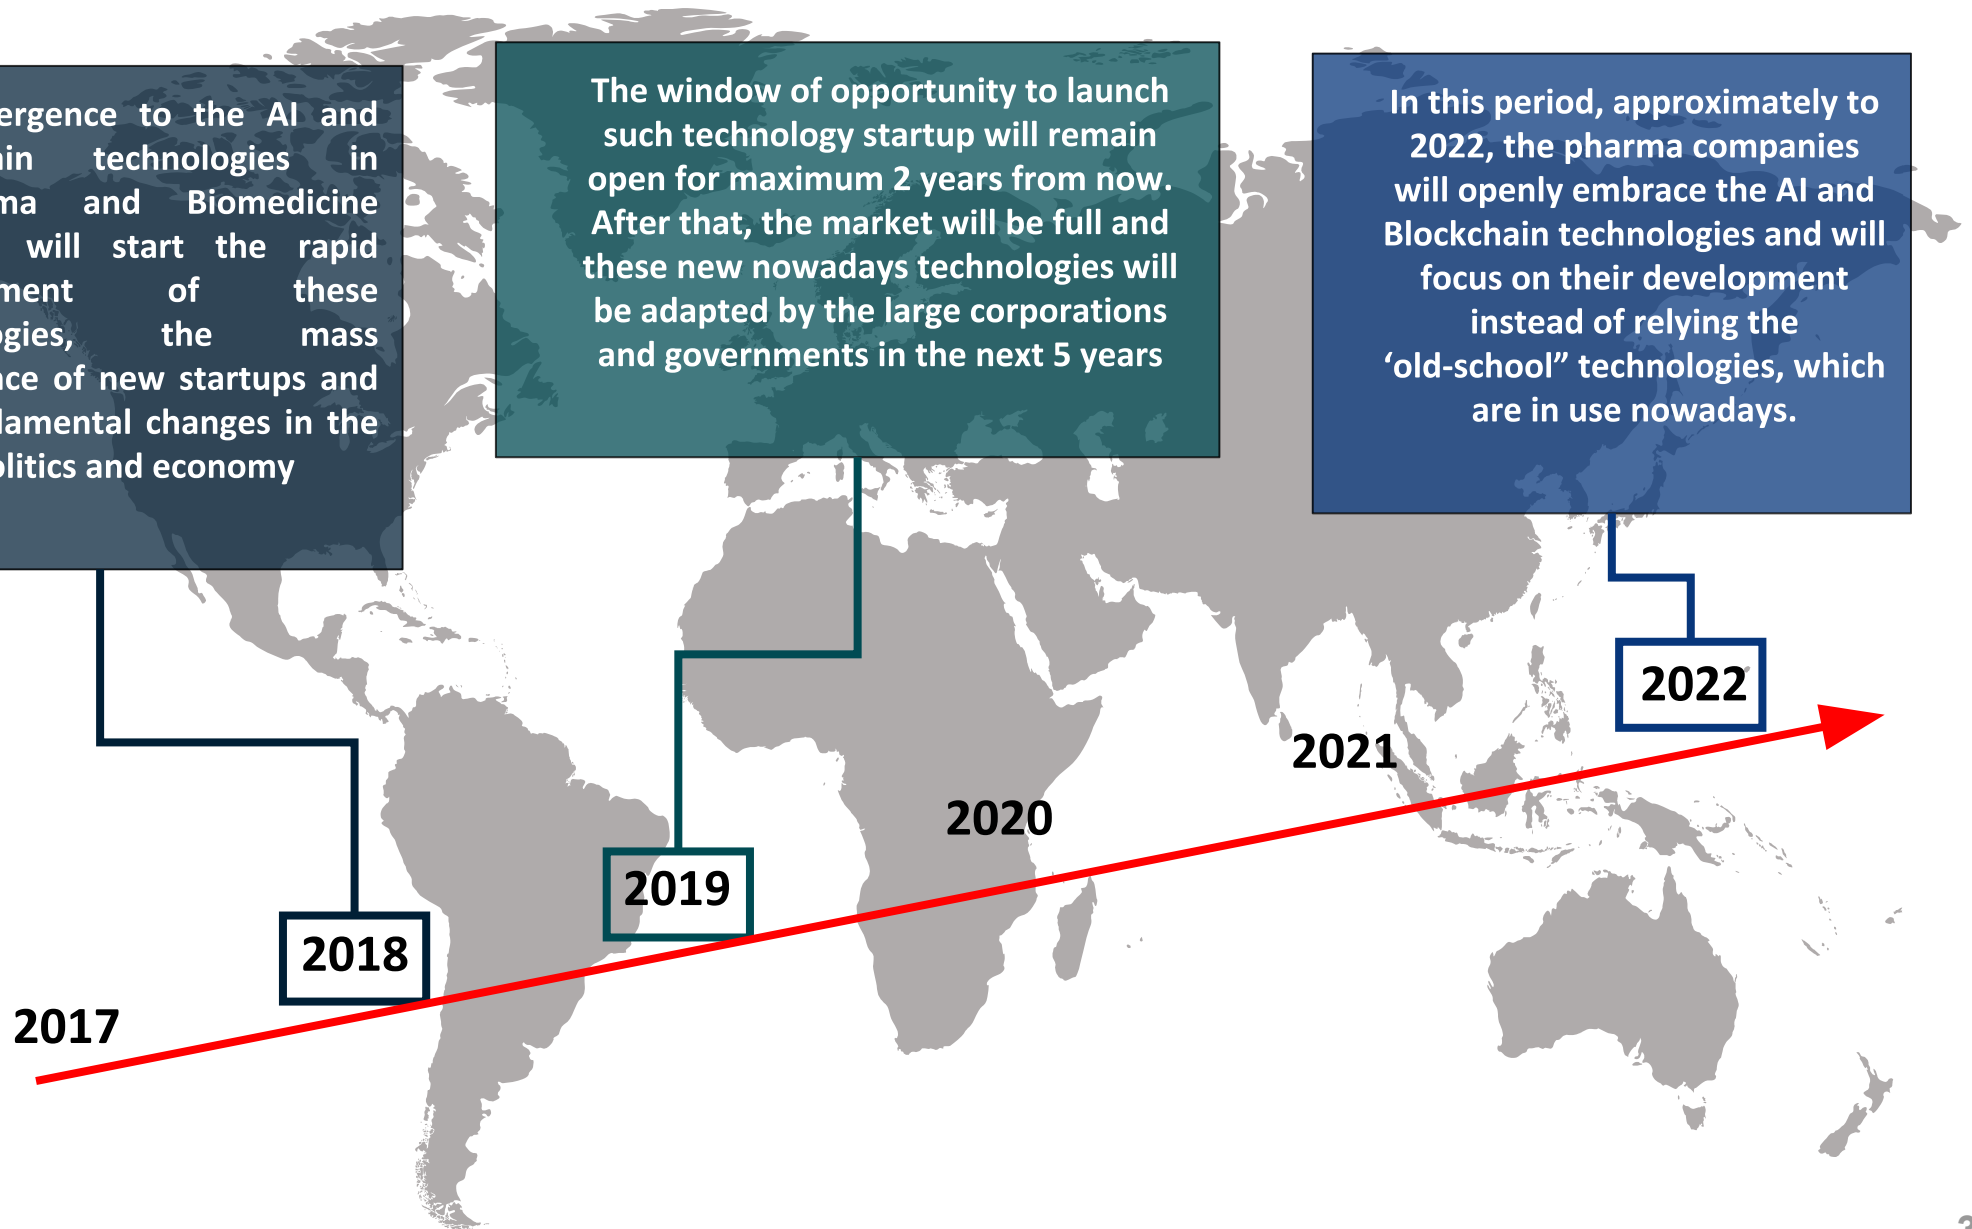 ergence to the AI and
ain technologies in
ma and Biomedicine
will start the rapid
ment of these
ogies, the mass
ce of new startups and
damental changes in the
olitics and economy
The window of opportunity to launch
such technology startup will remain
open for maximum 2 years from now.
After that, the market will be full and
these new nowadays technologies will
be adapted by the large corporations
and governments in the next 5 years
In this period, approximately to
2022, the pharma companies
will openly embrace the AI and
Blockchain technologies and will
focus on their development
instead of relying the
‘old-school” technologies, which
are in use nowadays.
2017
2018
2019
2020
2021
2022